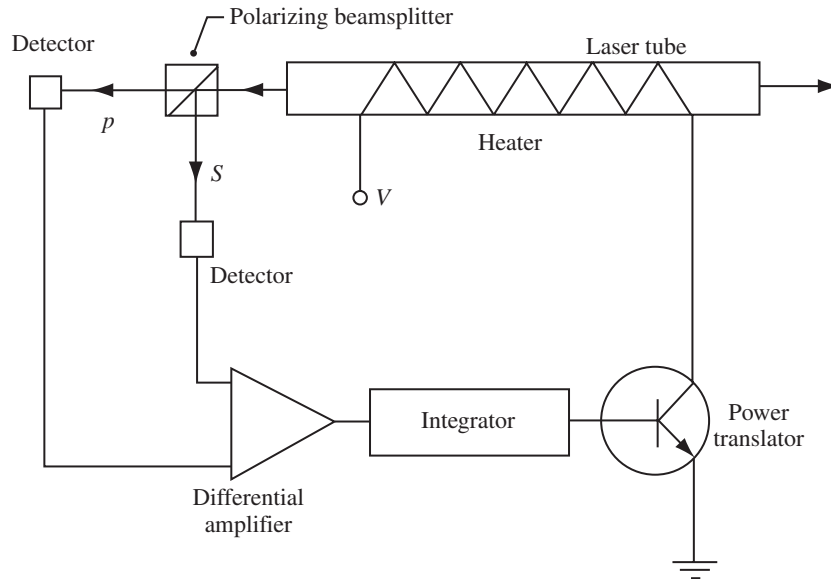 Polarizing beamsplitter
Detector
Laser tube
p
Heater
S
V
Detector
Integrator
Power
translator
Differential
amplifier